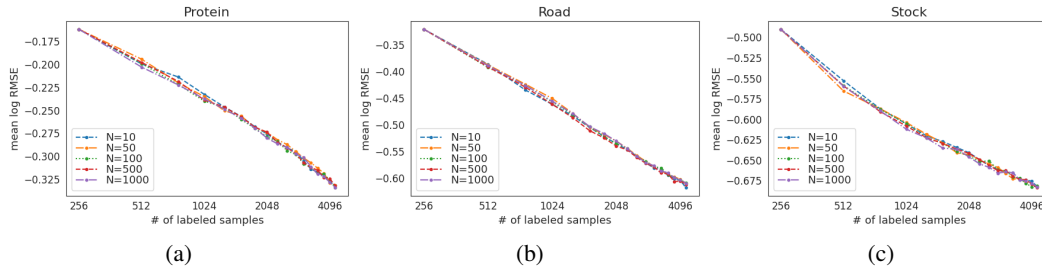 Protein
−0.175
−0.200
−0.225
−0.250
−0.275
−0.300
−0.325
mean log RMSE
N=10
N=50
N=100
N=500
N=1000
256
512
1024
2048
4096
# of labeled samples
(a)
Road
−0.35
−0.40
−0.45
−0.50
−0.55
−0.60
mean log RMSE
N=10
N=50
N=100
N=500
N=1000
256
512
1024
2048
4096
# of labeled samples
(b)
Stock
−0.500
−0.525
−0.550
−0.575
−0.600
−0.625
−0.650
−0.675
mean log RMSE
N=10
N=50
N=100
N=500
N=1000
256
512
1024
2048
4096
# of labeled samples
(c)